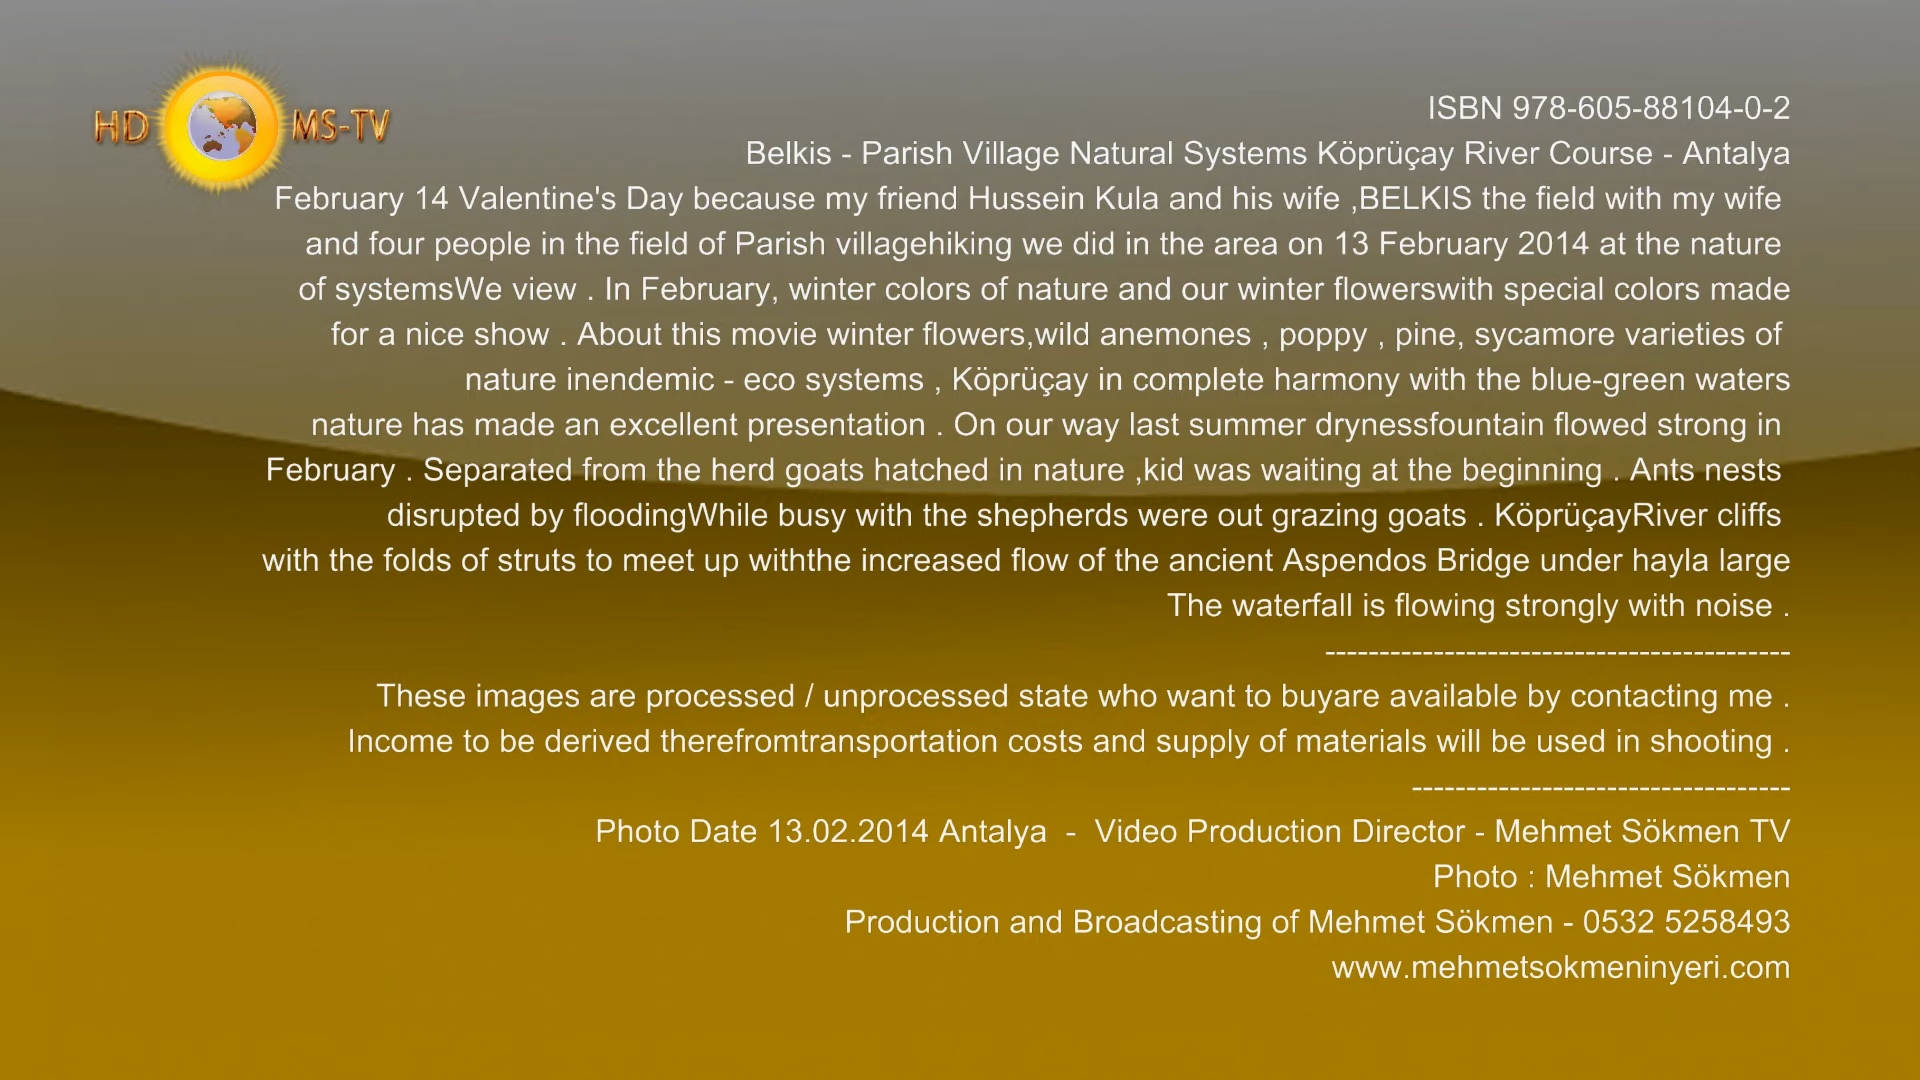 HD MS-TV
ISBN 978-605-88104-0-2
Belkis - Parish Village Natural Systems Köprüçay River Course - Antalya
February 14 Valentine's Day because my friend Hussein Kula and his wife ,BELKIS the field with my wife
and four people in the field of Parish villagehiking we did in the area on 13 February 2014 at the nature
of systemsWe view . In February, winter colors of nature and our winter flowerswith special colors made
for a nice show . About this movie winter flowers,wild anemones , poppy , pine, sycamore varieties of
nature inendemic - eco systems , Köprüçay in complete harmony with the blue-green waters
nature has made an excellent presentation . On our way last summer drynessfountain flowed strong in
February . Separated from the herd goats hatched in nature ,kid was waiting at the beginning . Ants nests
disrupted by floodingWhile busy with the shepherds were out grazing goats . KöprüçayRiver cliffs
with the folds of struts to meet up withthe increased flow of the ancient Aspendos Bridge under hayla large
The waterfall is flowing strongly with noise .
-------------------------------------------
These images are processed / unprocessed state who want to buyare available by contacting me .
Income to be derived therefromtransportation costs and supply of materials will be used in shooting .
-----------------------------------
Photo Date 13.02.2014 Antalya  -  Video Production Director - Mehmet Sökmen TV
Photo : Mehmet Sökmen
Production and Broadcasting of Mehmet Sökmen - 0532 5258493
www.mehmetsokmeninyeri.com